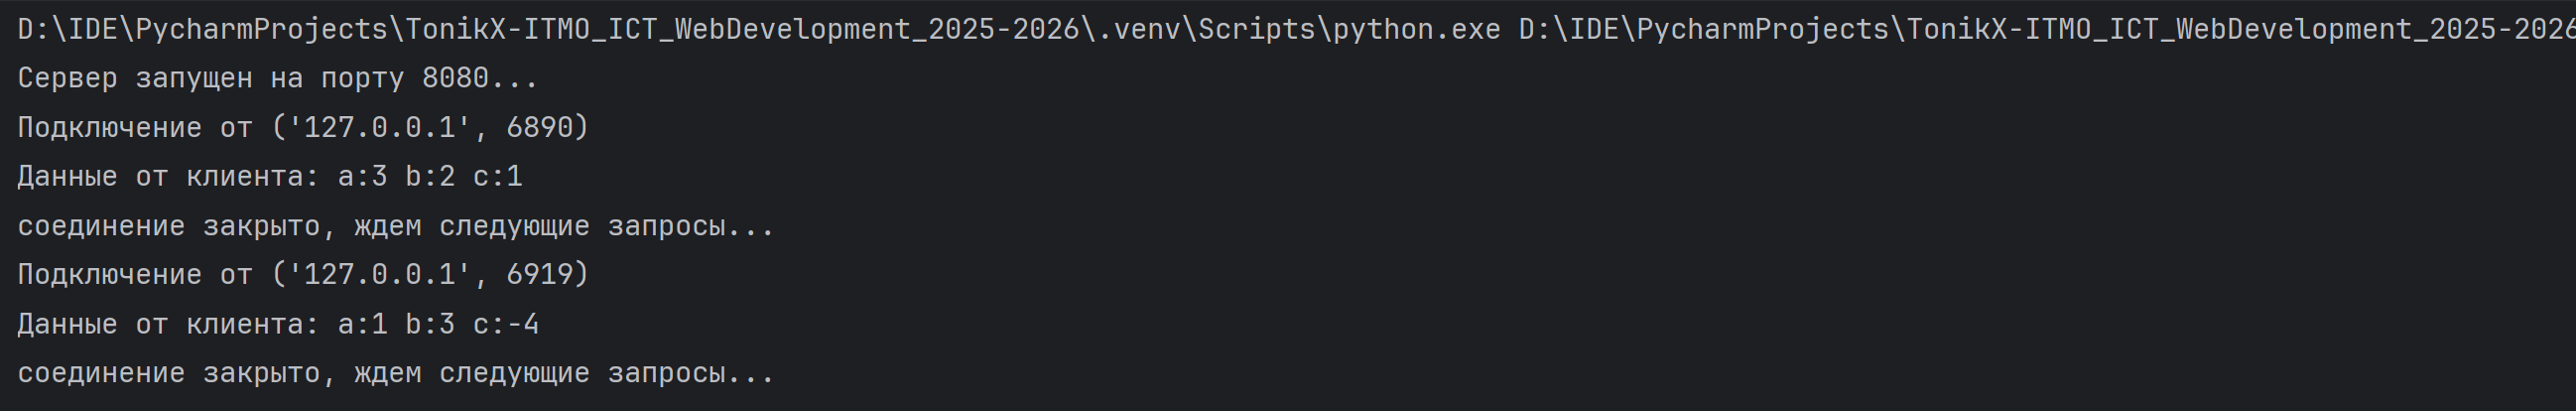 D:\IDE\PycharmProjects\TonikX-ITMO_ICT_WebDevelopment_2025-2026\.venv\Scripts\python.exe D:\IDE\PycharmProjects\TonikX-ITMO_ICT_WebDevelopment_2025-2026
Сервер запущен на порту 8080...
Подключение от ('127.0.0.1', 6890)
Данные от клиента: a:3 b:2 c:1
соединение закрыто, ждем следующие запросы...
Подключение от ('127.0.0.1', 6919)
Данные от клиента: a:1 b:3 c:-4
соединение закрыто, ждем следующие запросы...